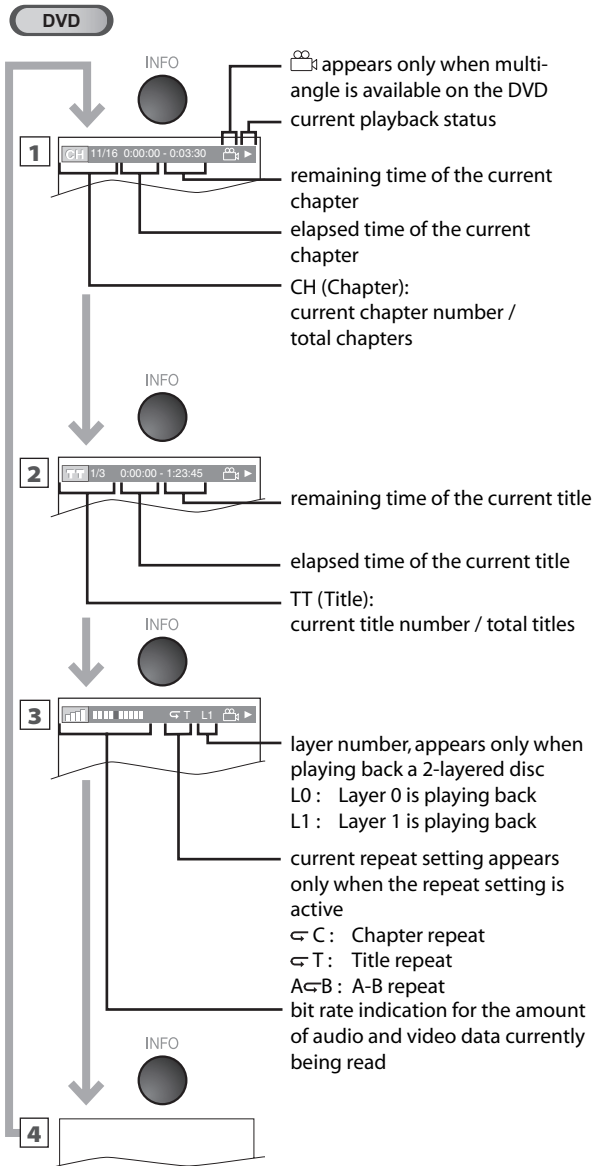 DVD
INFO
appears only when multi-
angle is available on the DVD
current playback status
1
CH 11/16 0:00:00 - 0:03:30
remaining time of the current
chapter
elapsed time of the current
chapter
CH (Chapter):
current chapter number /
total chapters
INFO
2
TT 1/3 0:00:00 - 1:23:45
remaining time of the current title
elapsed time of the current title
TT (Title):
current title number / total titles
INFO
3
T L1
layer number, appears only when
playing back a 2-layered disc
L0 : Layer 0 is playing back
L1 : Layer 1 is playing back
current repeat setting appears
only when the repeat setting is
active
C : Chapter repeat
T : Title repeat
A B : A-B repeat
bit rate indication for the amount
of audio and video data currently
being read
INFO
4